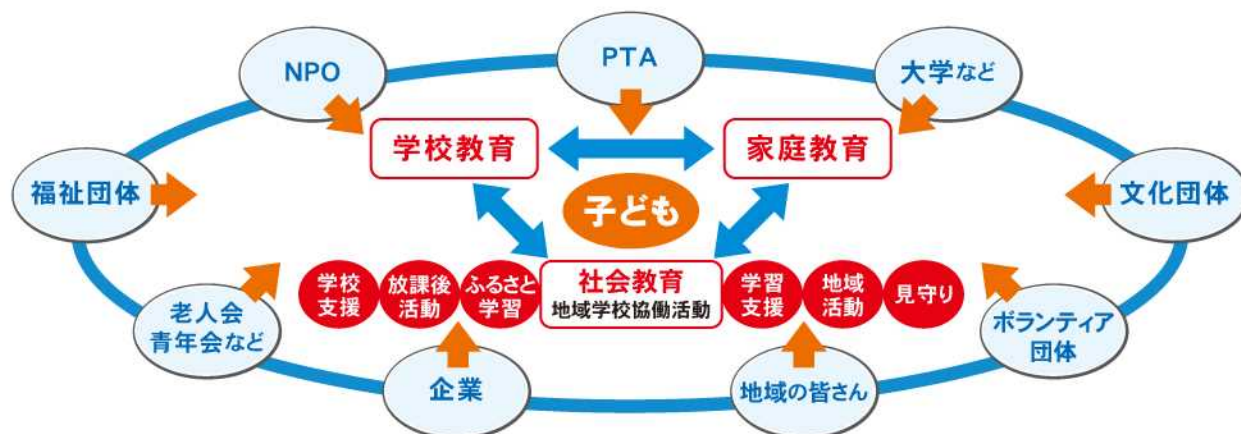 NPO
PTA
大学など
学校教育
家庭教育
福祉団体
子ども
文化団体
学校
支援
放課後
活動
ふるさと
学習
社会教育
地域学校協働活動
学習
支援
地域
活動
見守り
老人会
青年会など
ボランティア
団体
企業
地域の皆さん